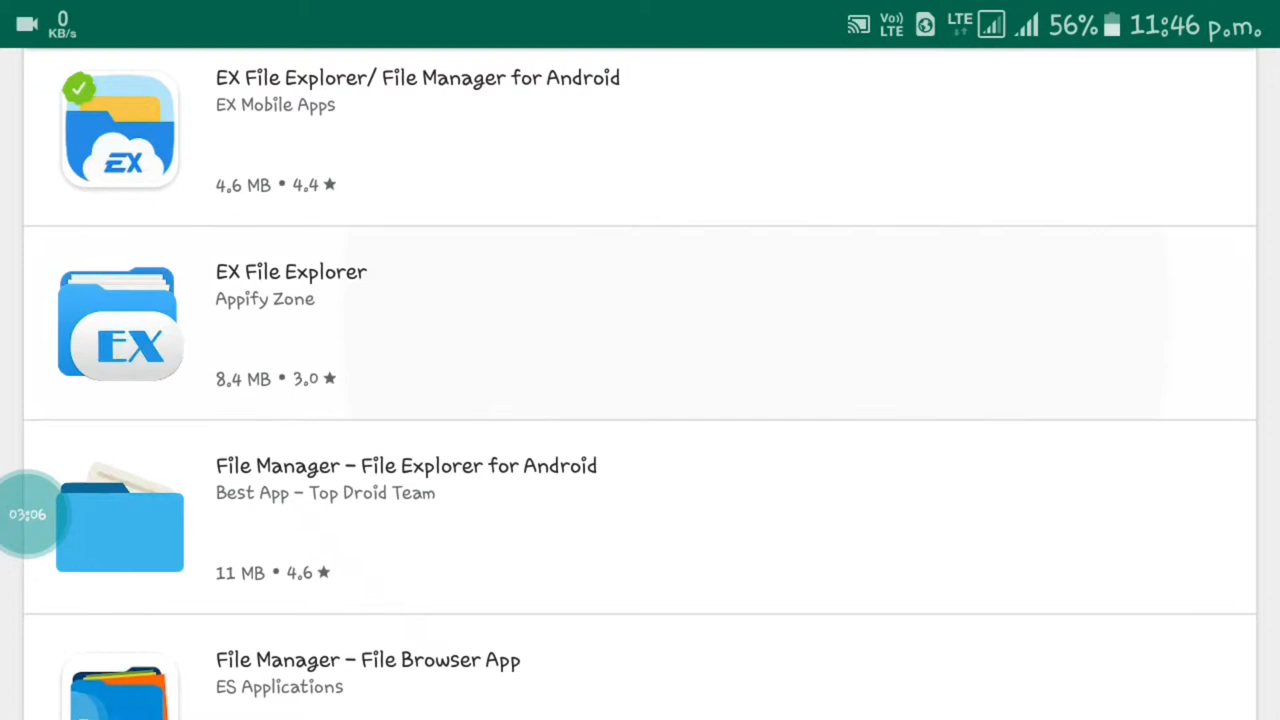 0
KB/s
Vo))
LTE
LTE
56%
11:46 p.m.
EX File Explorer/ File Manager for Android
EX Mobile Apps
EX
4.6 MB • 4.4 ★
EX File Explorer
Appify Zone
EX
8.4 MB • 3.0 ★
File Manager – File Explorer for Android
Best App – Top Droid Team
03:06
11 MB • 4.6 ★
File Manager – File Browser App
ES Applications